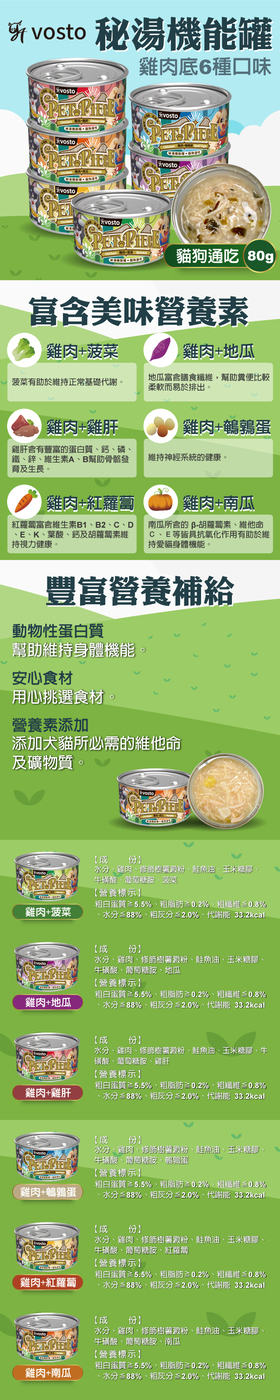 vosto 秘湯機能罐
雞肉底6種口味
vosto
PET PIECE
貓狗通吃 80g
富含美味營養素
雞肉+菠菜
菠菜有助於維持正常基礎代謝。
雞肉+地瓜
地瓜富含膳食纖維,幫助糞便比較
柔軟而易於排出。
雞肉+雞肝
雞肝含有豐富的蛋白質、鈣、磷、
鐵、鋅、維生素A、B幫助骨骼發
育及生長。
雞肉+鵪鶉蛋
維持神經系統的健康。
雞肉+紅蘿蔔
紅蘿蔔富含維生素B1、B2、C、D
、E、K、葉酸、鈣及胡蘿蔔素維
持視力健康。
雞肉+南瓜
南瓜所含的 β-胡蘿蔔素、維他命
C 、E 等皆具抗氧化作用有助於維
持愛貓身體機能。
豐富營養補給
動物性蛋白質
幫助維持身體機能。
安心食材
用心挑選食材。
營養素添加
添加犬貓所必需的維他命
及礦物質。
【成　　份】
水分、雞肉、修飾樹薯澱粉、鮭魚油、玉米糖膠、
牛磺酸、葡萄糖胺、菠菜
【營養標示】
粗白蛋白質≧5.5%、粗脂肪≧0.2%、粗纖維≦0.8%
、水分≦88%、粗灰分≦2.0%、代謝能 33.2kcal
雞肉+菠菜
【成　　份】
水分、雞肉、修飾樹薯澱粉、鮭魚油、玉米糖膠、
牛磺酸、葡萄糖胺、地瓜
【營養標示】
粗白蛋白質≧5.5%、粗脂肪≧0.2%、粗纖維≦0.8%
、水分≦88%、粗灰分≦2.0%、代謝能 33.2kcal
雞肉+地瓜
【成　　份】
水分、雞肉、修飾樹薯澱粉、鮭魚油、玉米糖膠、牛
磺酸、葡萄糖胺、雞肝
【營養標示】
粗白蛋白質≧5.5%、粗脂肪≧0.2%、粗纖維≦0.8%
、水分≦88%、粗灰分≦2.0%、代謝能 33.2kcal
雞肉+雞肝
【成　　份】
水分、雞肉、修飾樹薯澱粉、鮭魚油、玉米糖膠、
牛磺酸、葡萄糖胺、鵪鶉蛋
【營養標示】
粗白蛋白質≧5.5%、粗脂肪≧0.2%、粗纖維≦0.8%
、水分≦88%、粗灰分≦2.0%、代謝能 33.2kcal
雞肉+鵪鶉蛋
【成　　份】
水分、雞肉、修飾樹薯澱粉、鮭魚油、玉米糖膠、
牛磺酸、葡萄糖胺、紅蘿蔔
【營養標示】
粗白蛋白質≧5.5%、粗脂肪≧0.2%、粗纖維≦0.8%
、水分≦88%、粗灰分≦2.0%、代謝能 33.2kcal
雞肉+紅蘿蔔
【成　　份】
水分、雞肉、修飾樹薯澱粉、鮭魚油、玉米糖膠、
牛磺酸、葡萄糖胺、南瓜
【營養標示】
粗白蛋白質≧5.5%、粗脂肪≧0.2%、粗纖維≦0.8%
、水分≦88%、粗灰分≦2.0%、代謝能 33.2kcal
雞肉+南瓜